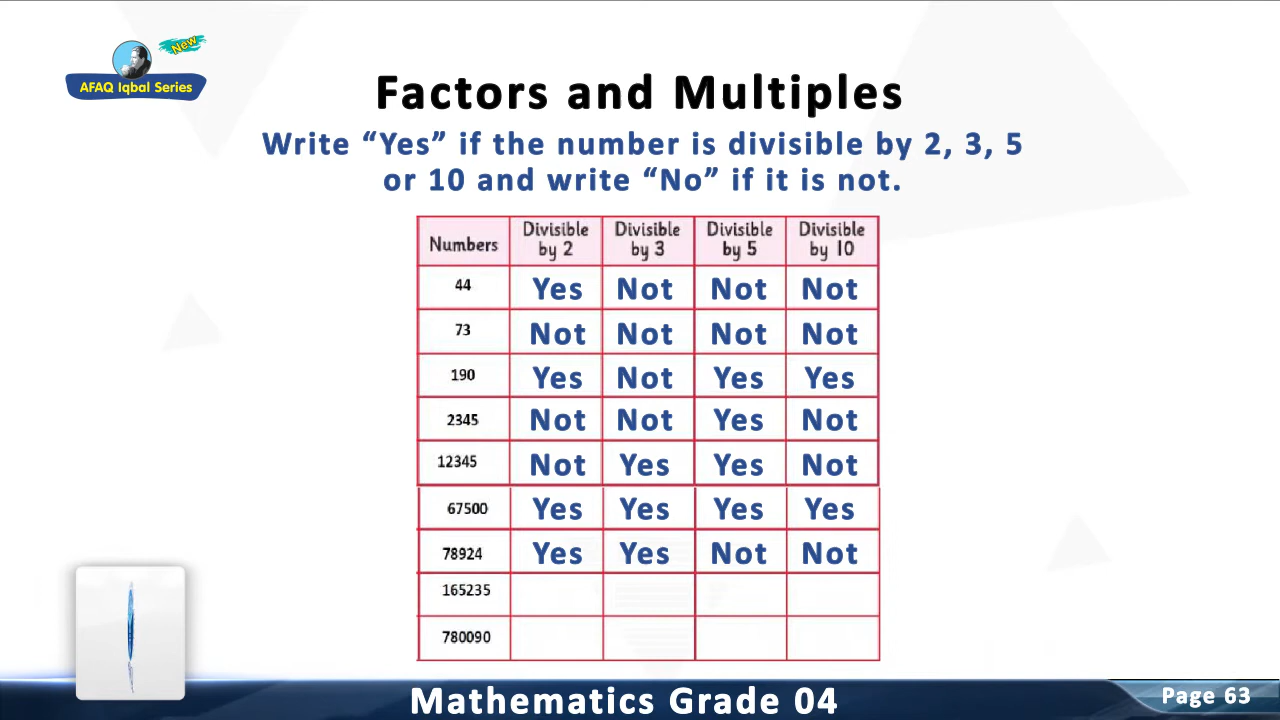 New
AFAQ Iqbal Series
Factors and Multiples
Write “Yes” if the number is divisible by 2, 3, 5
or 10 and write “No” if it is not.
Numbers Divisible by 2 Divisible by 3 Divisible by 5 Divisible by 10
44 Yes Not Not Not
73 Not Not Not Not
190 Yes Not Yes Yes
2345 Not Not Yes Not
12345 Not Yes Yes Not
67500 Yes Yes Yes Yes
78924 Yes Yes Not Not
165235
780090
Mathematics Grade 04
Page 63